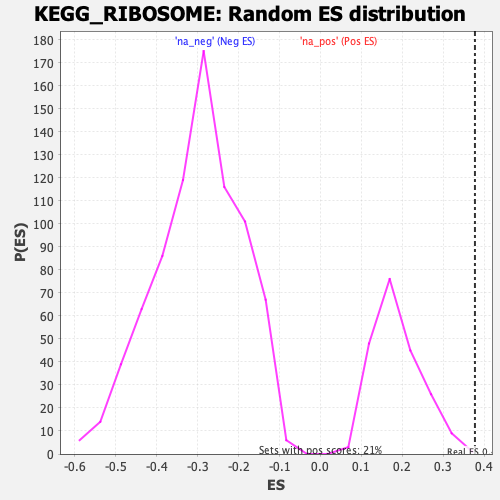 KEGG_RIBOSOME: Random ES distribution
'na_neg' (Neg ES)
'na_pos' (Pos ES)
180
170
160
150
140
130
120
110
100
90
80
70
60
50
40
30
20
10
0
P(ES)
Sets with pos scores: 21%
Real ES 0
-0.6 -0.5 -0.4 -0.3 -0.2 -0.1 0.0 0.1 0.2 0.3 0.4
ES